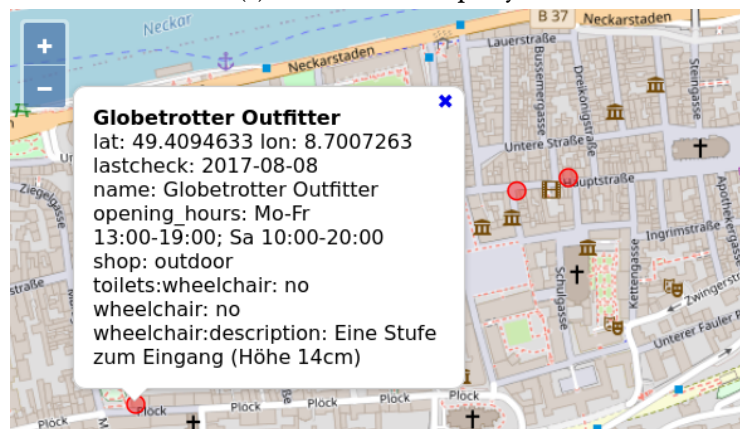 Neckar
B 37
Neckarstaden
Neckarstaden
Lauerstraße
Bussemergasse
Dreikönigstraße
Steingasse
+
−
Globetrotter Outfitter
lat: 49.4094633 lon: 8.7007263
lastcheck: 2017-08-08
name: Globetrotter Outfitter
opening_hours: Mo-Fr
13:00-19:00; Sa 10:00-20:00
shop: outdoor
toilets:wheelchair: no
wheelchair: no
wheelchair:description: Eine Stufe
zum Eingang (Höhe 14cm)
Untere Straße
Hauptstraße
Ziegelgasse
Apothekergasse
Ingrimstraße
straße
Schulgasse
Kettengasse
Zwingerst
Unterer Fauler P
Plöck
Plöck
Plöck
Plöck
Plöck